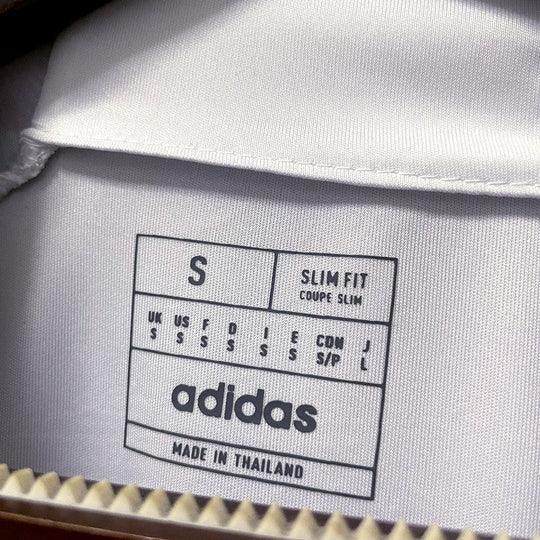 S
SLIM FIT
COUPE SLIM
UK US F D I E CDN J
S S S S S S S/P L
adidas
MADE IN THAILAND